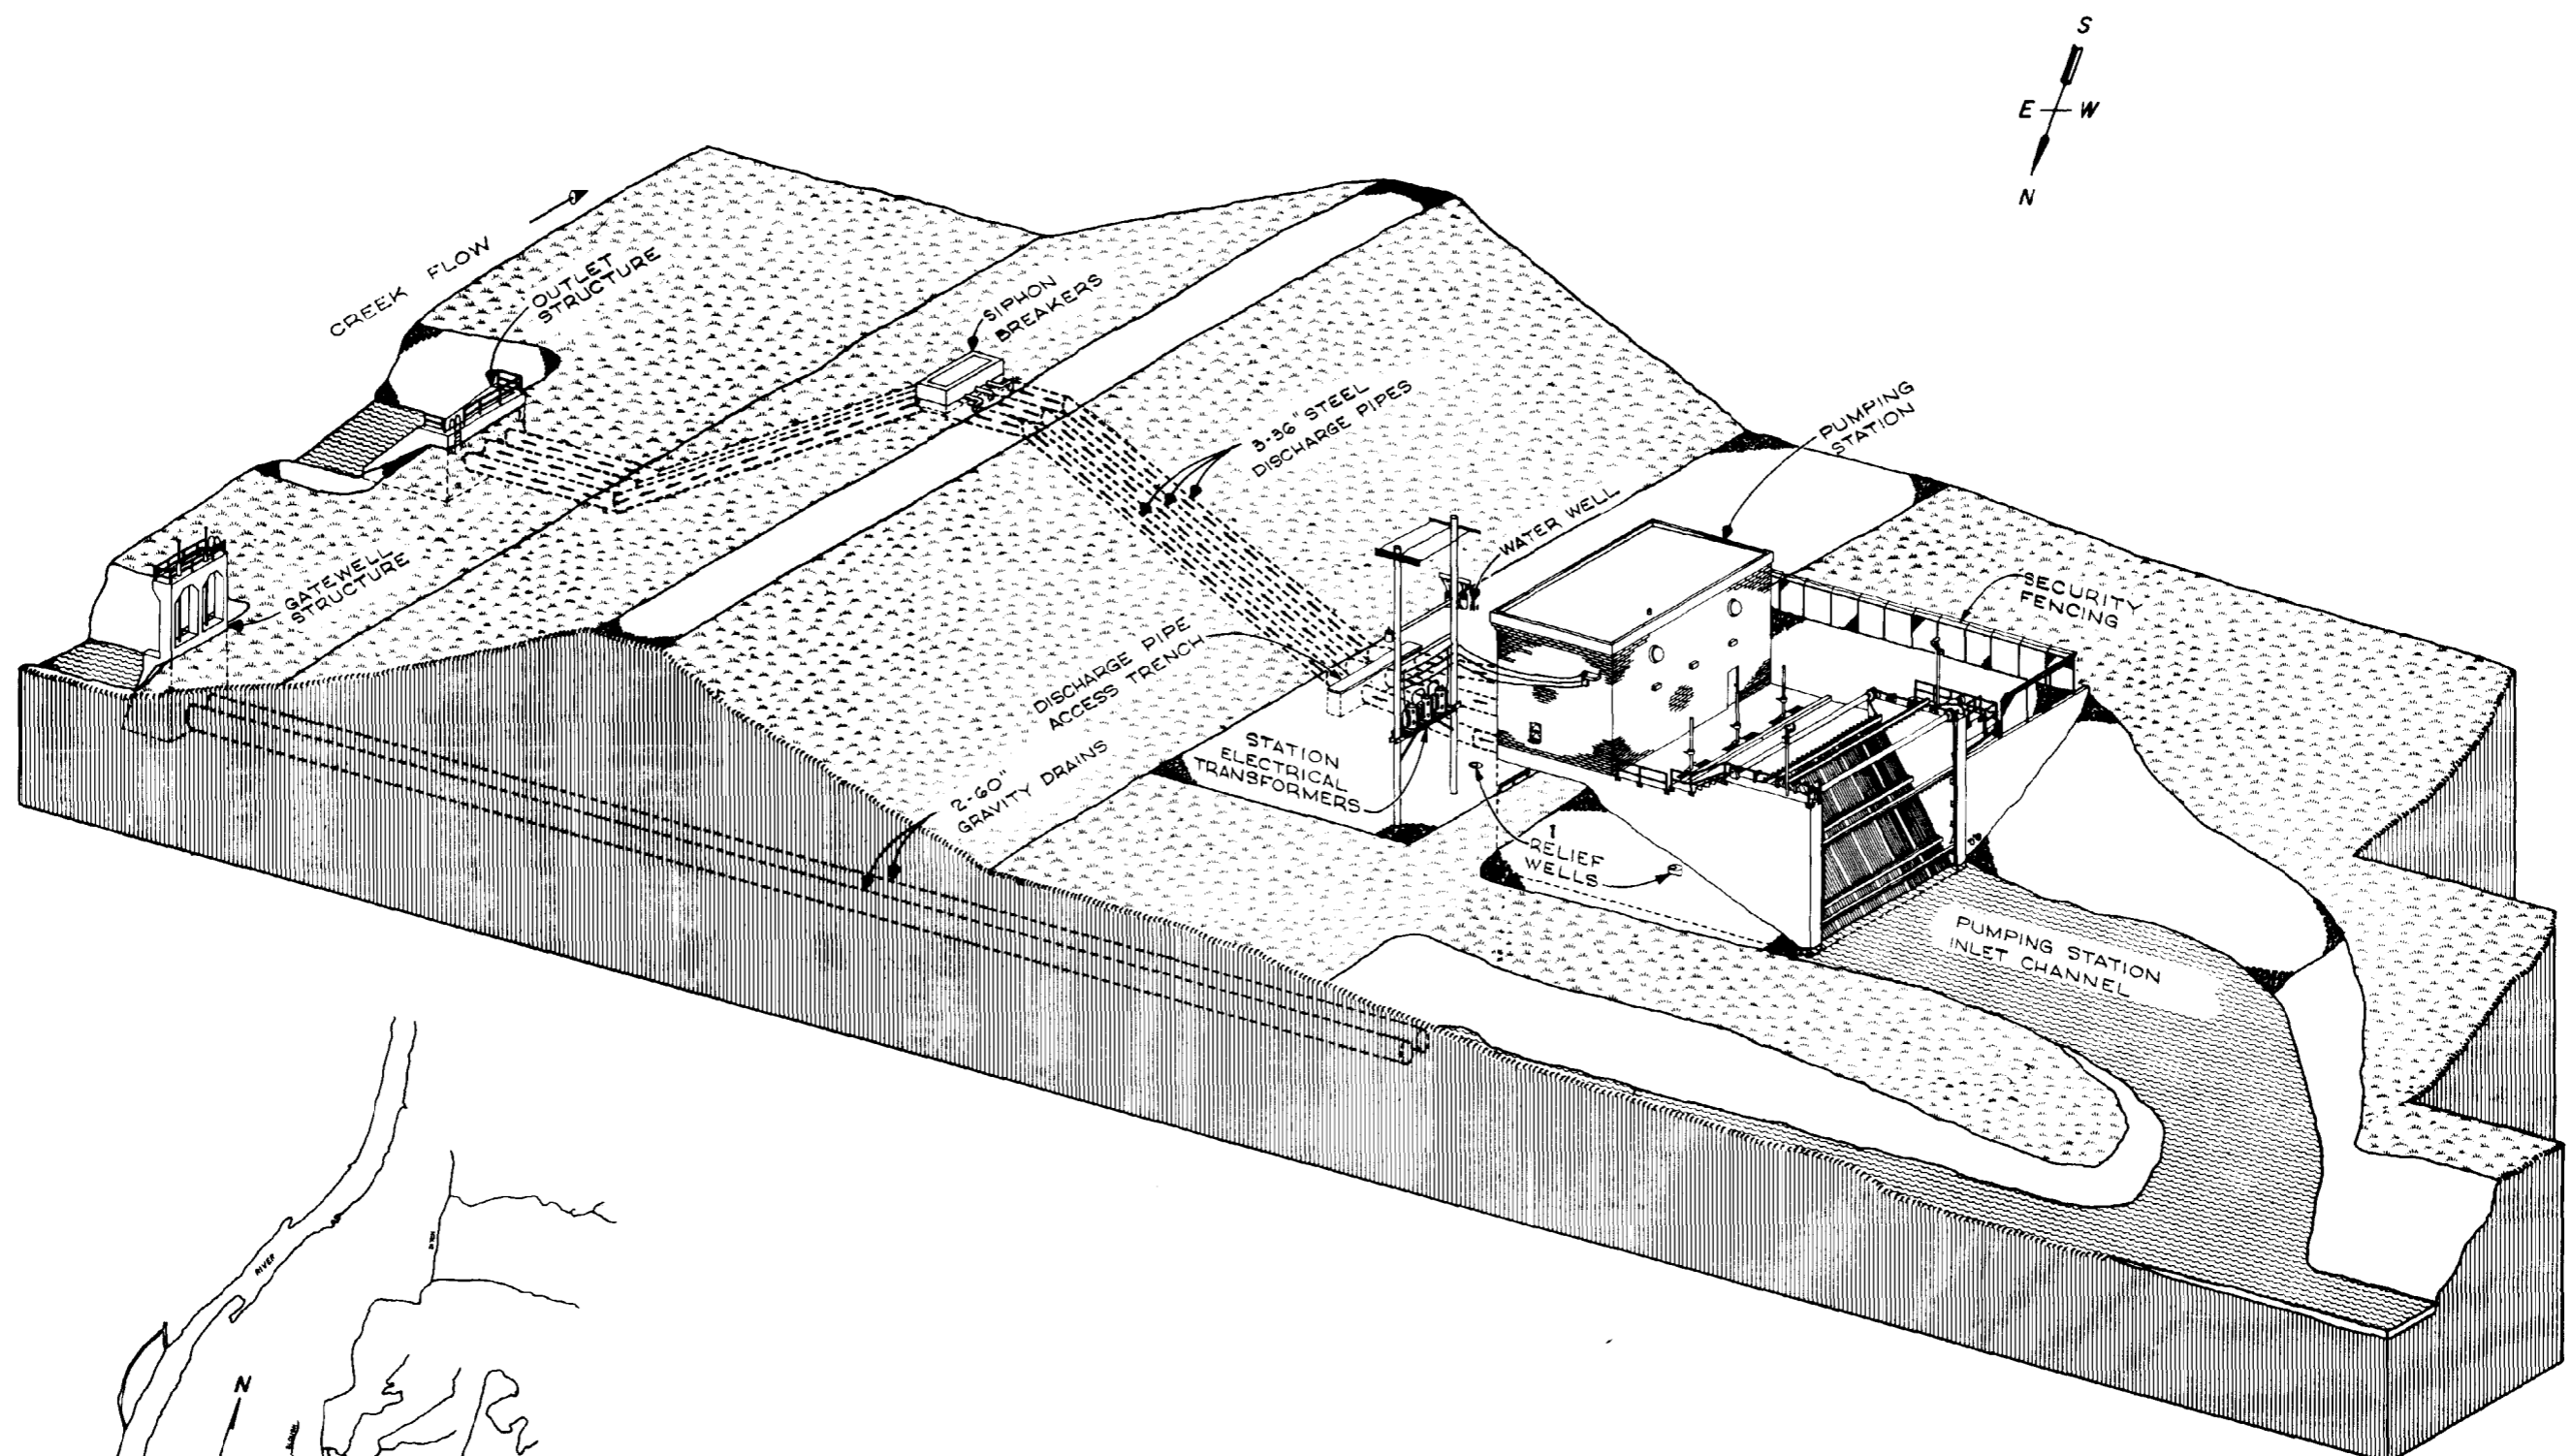 S
E W
N
CREEK FLOW
OUTLET
STRUCTURE
SIPHON
BREAKERS
3-36" STEEL
DISCHARGE PIPES
PUMPING
STATION
WATER WELL
SECURITY
FENCING
GATEWELL
STRUCTURE
DISCHARGE PIPE
ACCESS TRENCH
2-60"
GRAVITY DRAINS
STATION
ELECTRICAL
TRANSFORMERS
RELIEF
WELLS
PUMPING STATION
INLET CHANNEL
RIVER
N